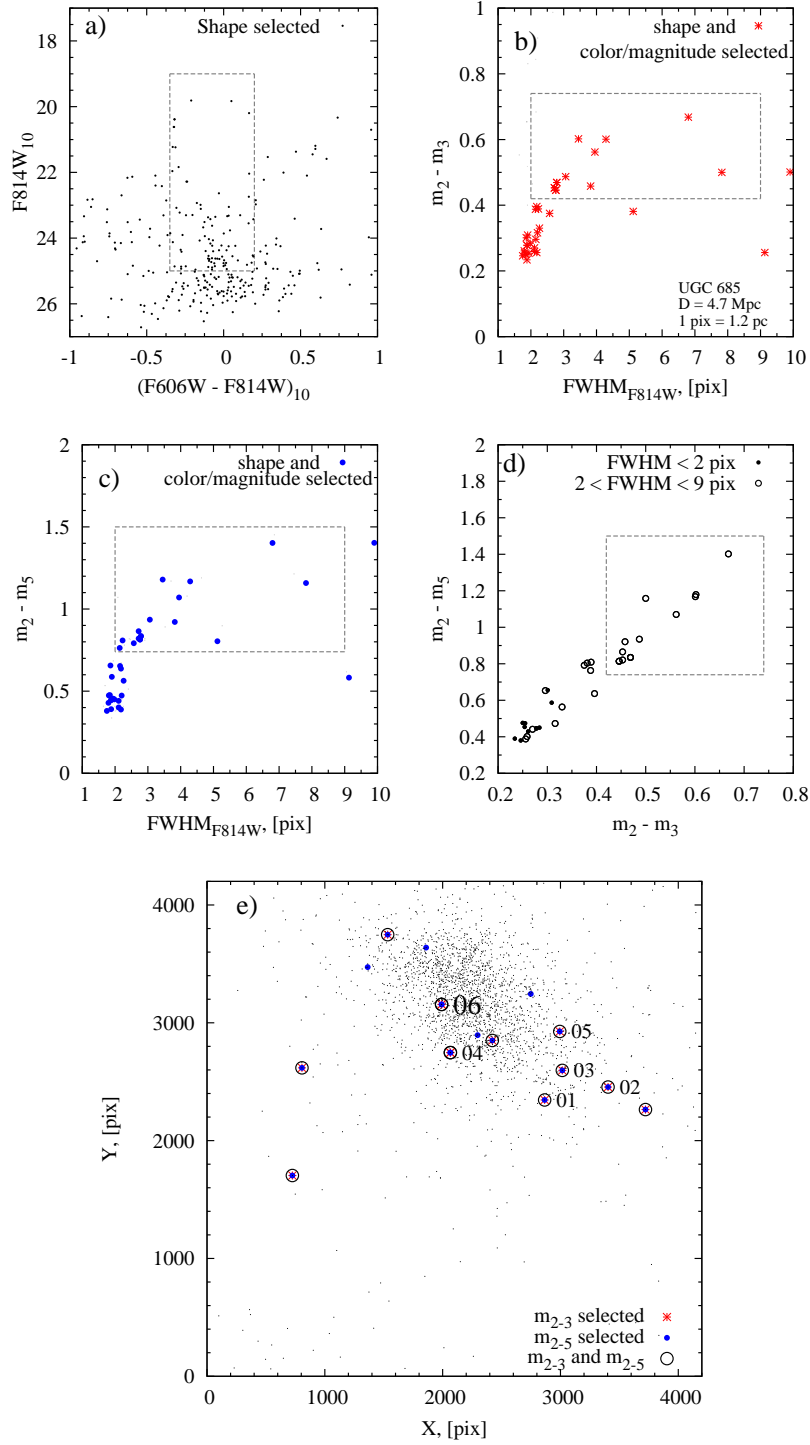 a)
Shape selected
17
18
20
22
24
26
F814W10
-1
-0.5
0
0.5
1
(F606W - F814W)10
b)
shape and
color/magnitude selected
1
0.8
0.6
0.4
0.2
0
m2 - m3
UGC 685
D = 4.7 Mpc
1 pix = 1.2 pc
1 2 3 4 5 6 7 8 9 10
FWHMF814W, [pix]
c)
shape and
color/magnitude selected
2
1.5
1
0.5
0
m2 - m5
1 2 3 4 5 6 7 8 9 10
FWHMF814W, [pix]
d)
FWHM < 2 pix
2 < FWHM < 9 pix
2
1.8
1.6
1.4
1.2
1
0.8
0.6
0.4
0.2
m2 - m5
0.2 0.3 0.4 0.5 0.6 0.7 0.8
m2 - m3
e)
4000
3000
2000
1000
0
Y, [pix]
06
05
04
03
02
01
m2-3 selected
m2-5 selected
m2-3 and m2-5
0 1000 2000 3000 4000
X, [pix]